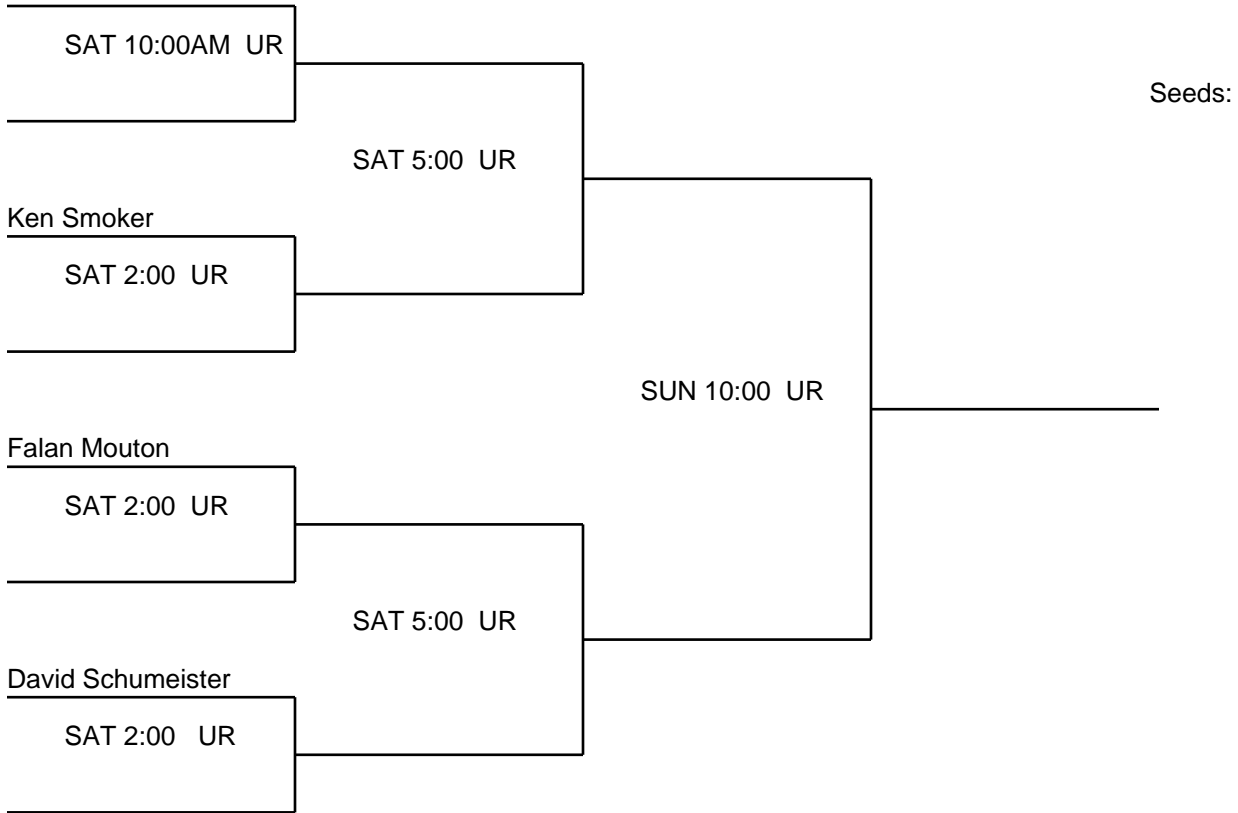 SAT 10:00AM  UR
Seeds:
SAT 5:00  UR
Ken Smoker
SAT 2:00  UR
SUN 10:00  UR
Falan Mouton
SAT 2:00  UR
SAT 5:00  UR
David Schumeister
SAT 2:00   UR